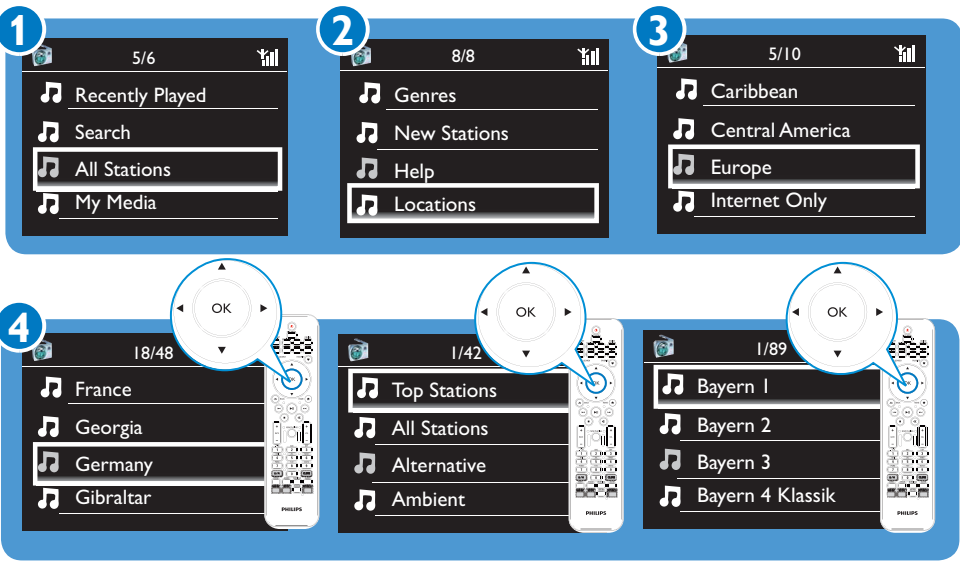 1
5/6
Recently Played
Search
All Stations
My Media
2
8/8
Genres
New Stations
Help
Locations
3
5/10
Caribbean
Central America
Europe
Internet Only
4
18/48
France
Georgia
Germany
Gibraltar
OK
OK
PHILIPS
1/42
Top Stations
All Stations
Alternative
Ambient
OK
OK
PHILIPS
1/89
Bayern 1
Bayern 2
Bayern 3
Bayern 4 Klassik
OK
OK
PHILIPS